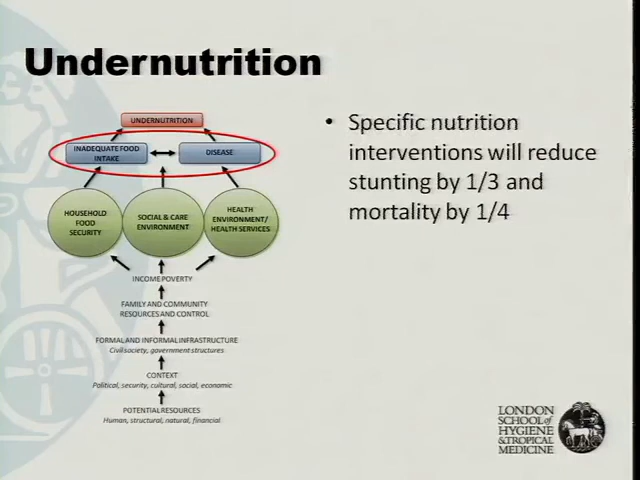 Undernutrition
UNDERNUTRITION
INADEQUATE FOOD
INTAKE
DISEASE
HOUSEHOLD
FOOD
SECURITY
SOCIAL & CARE
ENVIRONMENT
HEALTH
ENVIRONMENT/
HEALTH SERVICES
INCOME POVERTY
FAMILY AND COMMUNITY
RESOURCES AND CONTROL
FORMAL AND INFORMAL INFRASTRUCTURE
Civil society, government structures
CONTEXT
Political, security, cultural, social, economic
POTENTIAL RESOURCES
Human, structural, natural, financial
• Specific nutrition
interventions will reduce
stunting by 1/3 and
mortality by 1/4
LONDON
SCHOOL of
HYGIENE
& TROPICAL
MEDICINE